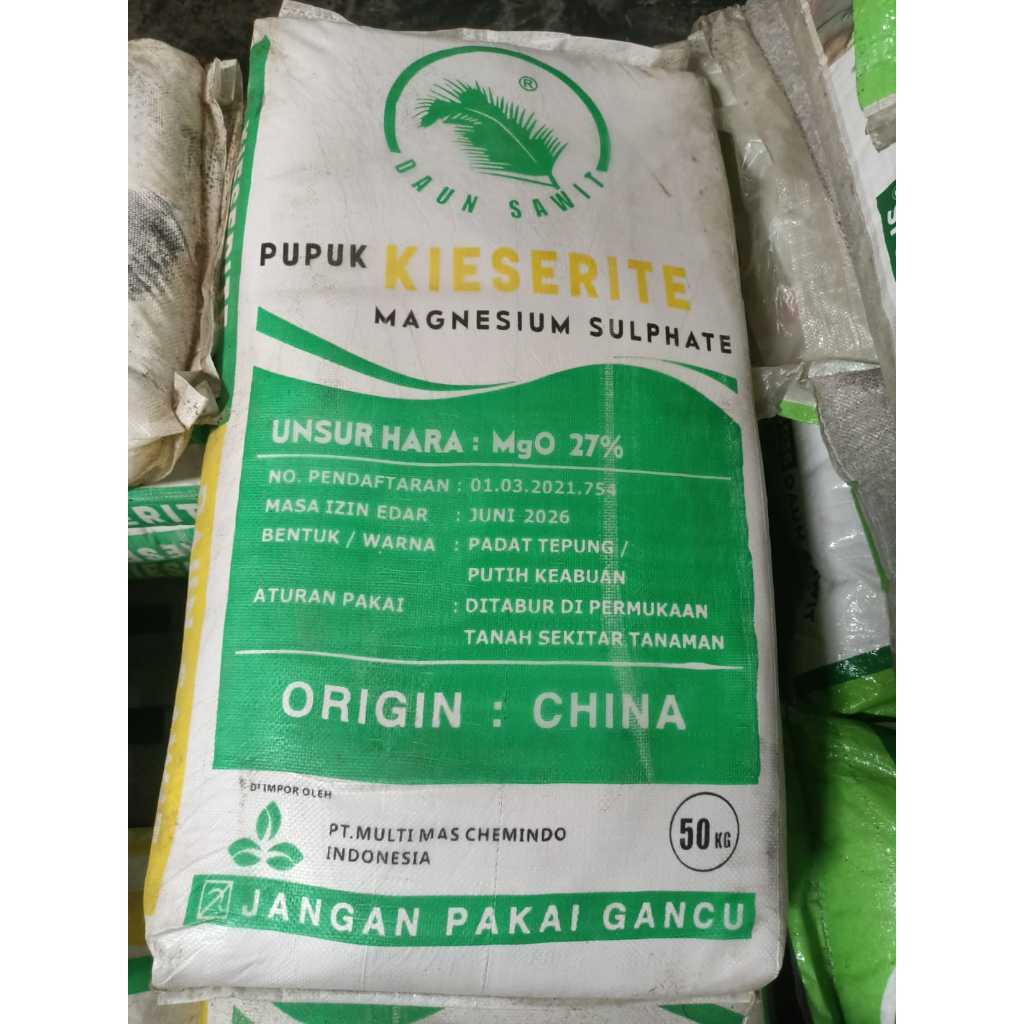 ®
DAUN SAWIT
PUPUK KIESERITE
MAGNESIUM SULPHATE
UNSUR HARA : MgO 27%
NO. PENDAFTARAN : 01.03.2021.754
MASA IZIN EDAR : JUNI 2026
BENTUK / WARNA : PADAT TEPUNG /
PUTIH KEABUAN
ATURAN PAKAI : DITABUR DI PERMUKAAN
TANAH SEKITAR TANAMAN
ORIGIN : CHINA
DI IMPOR OLEH
PT.MULTI MAS CHEMINDO
INDONESIA
50 KG
JANGAN PAKAI GANCU